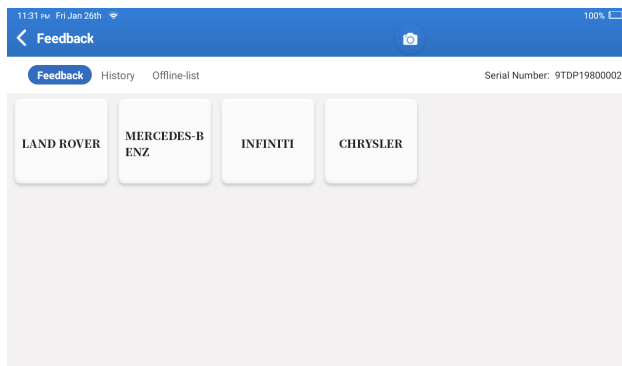 11:31 PM Fri Jan 26th 100%
Feedback
Feedback History Offline-list Serial Number: 9TDP19800002
LAND ROVER
MERCEDES-B
ENZ
INFINITI
CHRYSLER